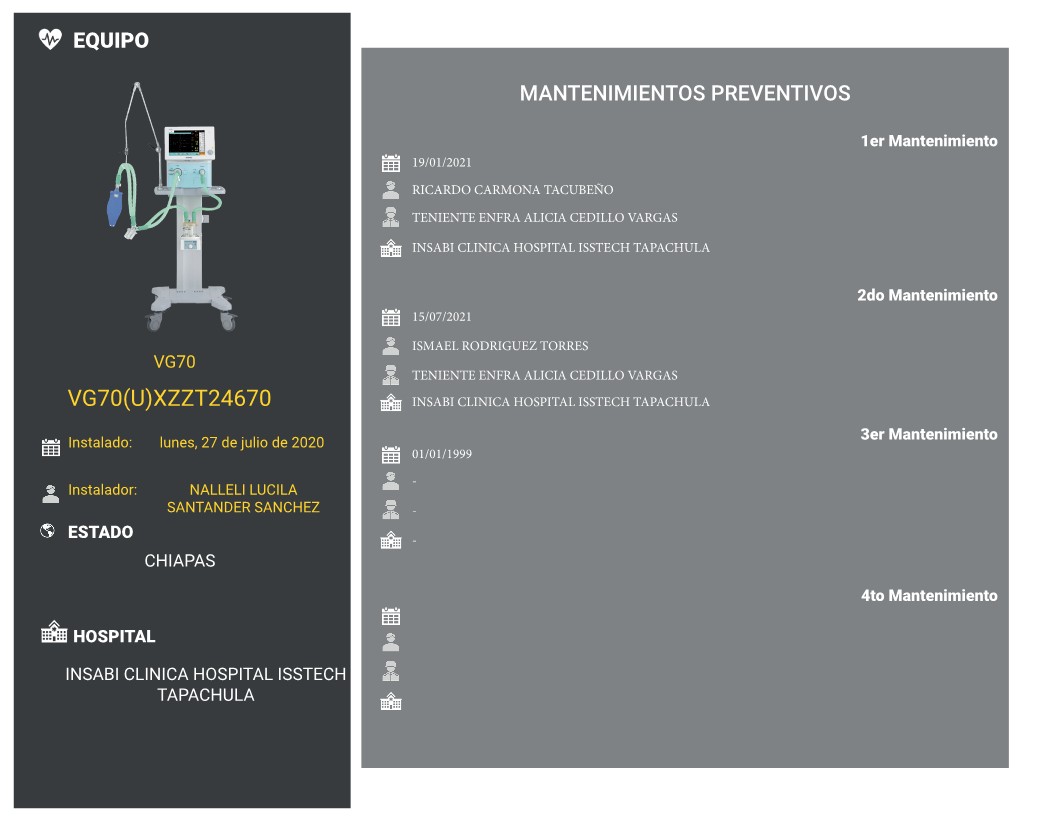 EQUIPO
VG70
VG70(U)XZZT24670
Instalado: lunes, 27 de julio de 2020
Instalador: NALLELI LUCILA
SANTANDER SANCHEZ
ESTADO
CHIAPAS
HOSPITAL
INSABI CLINICA HOSPITAL ISSTECH
TAPACHULA
MANTENIMIENTOS PREVENTIVOS
1er Mantenimiento
19/01/2021
RICARDO CARMONA TACUBEÑO
TENIENTE ENFRA ALICIA CEDILLO VARGAS
INSABI CLINICA HOSPITAL ISSTECH TAPACHULA
2do Mantenimiento
15/07/2021
ISMAEL RODRIGUEZ TORRES
TENIENTE ENFRA ALICIA CEDILLO VARGAS
INSABI CLINICA HOSPITAL ISSTECH TAPACHULA
3er Mantenimiento
01/01/1999
-
-
-
4to Mantenimiento